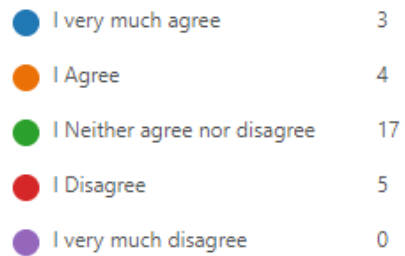 I very much agree 3
I Agree 4
I Neither agree nor disagree 17
I Disagree 5
I very much disagree 0